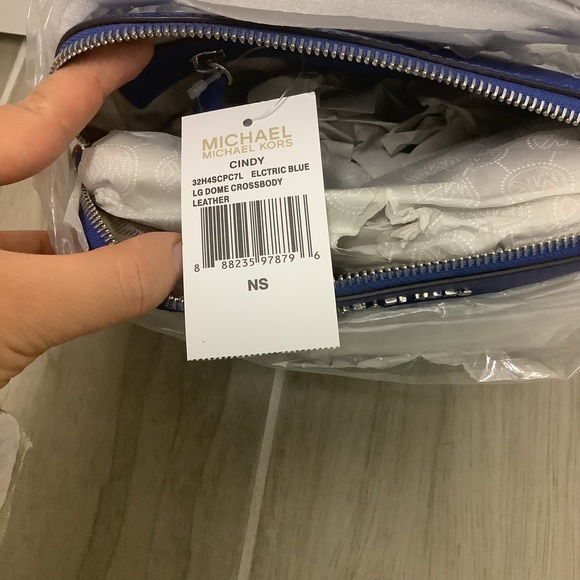 MICHAEL
MICHAEL KORS
CINDY
32H4SCPC7L ELCTRIC BLUE
LG DOME CROSSBODY
LEATHER
8 88235 97879 6
NS